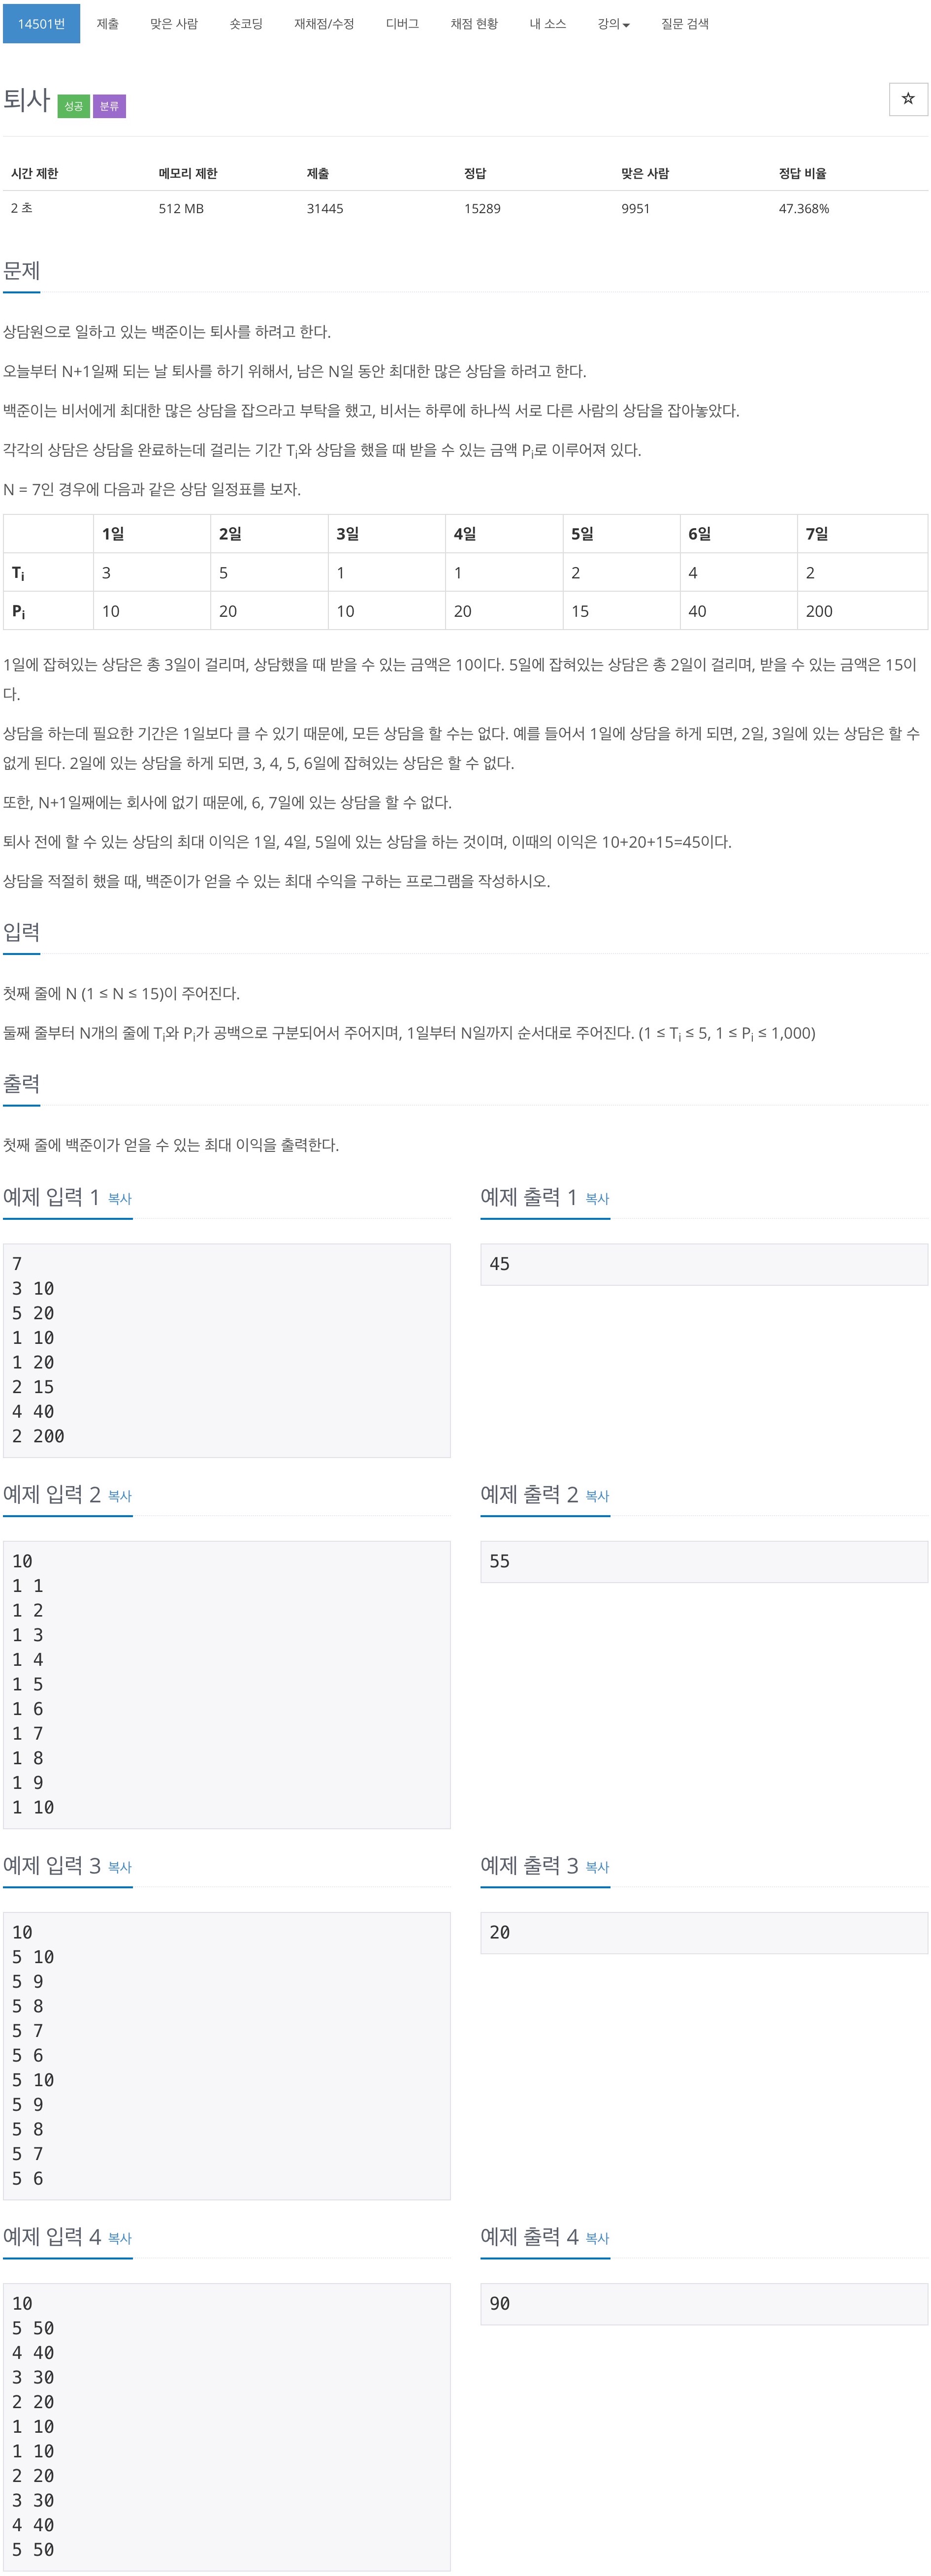 14501번 제출 맞은 사람 숏코딩 재채점/수정 디버그 채점 현황 내 소스 강의 질문 검색
퇴사 성공 분류
시간 제한 메모리 제한 제출 정답 맞은 사람 정답 비율
2 초 512 MB 31445 15289 9951 47.368%
문제
상담원으로 일하고 있는 백준이는 퇴사를 하려고 한다.
오늘부터 N+1일째 되는 날 퇴사를 하기 위해서, 남은 N일 동안 최대한 많은 상담을 하려고 한다.
백준이는 비서에게 최대한 많은 상담을 잡으라고 부탁을 했고, 비서는 하루에 하나씩 서로 다른 사람의 상담을 잡아놓았다.
각각의 상담은 상담을 완료하는데 걸리는 기간 Ti와 상담을 했을 때 받을 수 있는 금액 Pi로 이루어져 있다.
N = 7인 경우에 다음과 같은 상담 일정표를 보자.
1일 2일 3일 4일 5일 6일 7일
Ti 3 5 1 1 2 4 2
Pi 10 20 10 20 15 40 200
1일에 잡혀있는 상담은 총 3일이 걸리며, 상담했을 때 받을 수 있는 금액은 10이다. 5일에 잡혀있는 상담은 총 2일이 걸리며, 받을 수 있는 금액은 15이
다.
상담을 하는데 필요한 기간은 1일보다 클 수 있기 때문에, 모든 상담을 할 수는 없다. 예를 들어서 1일에 상담을 하게 되면, 2일, 3일에 있는 상담은 할 수
없게 된다. 2일에 있는 상담을 하게 되면, 3, 4, 5, 6일에 잡혀있는 상담은 할 수 없다.
또한, N+1일째에는 회사에 없기 때문에, 6, 7일에 있는 상담을 할 수 없다.
퇴사 전에 할 수 있는 상담의 최대 이익은 1일, 4일, 5일에 있는 상담을 하는 것이며, 이때의 이익은 10+20+15=45이다.
상담을 적절히 했을 때, 백준이가 얻을 수 있는 최대 수익을 구하는 프로그램을 작성하시오.
입력
첫째 줄에 N (1 ≤ N ≤ 15)이 주어진다.
둘째 줄부터 N개의 줄에 Ti와 Pi가 공백으로 구분되어서 주어지며, 1일부터 N일까지 순서대로 주어진다. (1 ≤ Ti ≤ 5, 1 ≤ Pi ≤ 1,000)
출력
첫째 줄에 백준이가 얻을 수 있는 최대 이익을 출력한다.
예제 입력 1 복사
7
3 10
5 20
1 10
1 20
2 15
4 40
2 200
예제 출력 1 복사
45
예제 입력 2 복사
10
1 1
1 2
1 3
1 4
1 5
1 6
1 7
1 8
1 9
1 10
예제 출력 2 복사
55
예제 입력 3 복사
10
5 10
5 9
5 8
5 7
5 6
5 10
5 9
5 8
5 7
5 6
예제 출력 3 복사
20
예제 입력 4 복사
10
5 50
4 40
3 30
2 20
1 10
1 10
2 20
3 30
4 40
5 50
예제 출력 4 복사
90